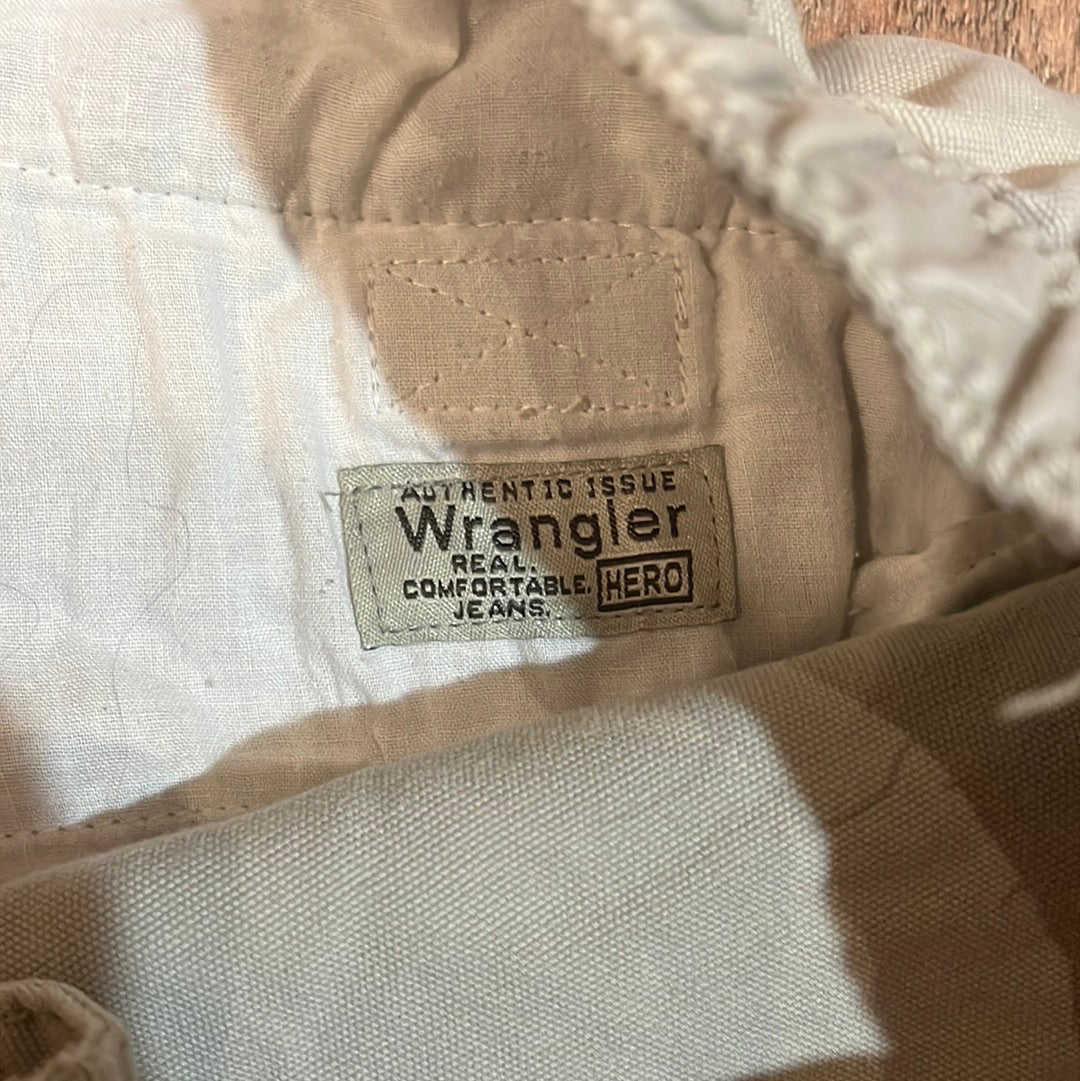 AUTHENTIC ISSUE
Wrangler
REAL.
COMFORTABLE.
JEANS.
HERO